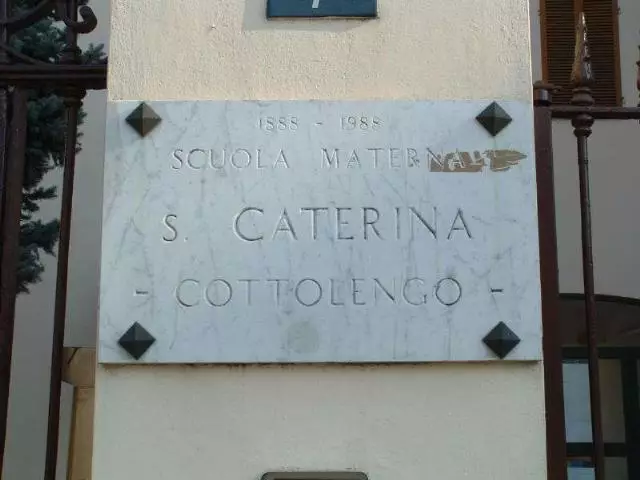 1888 - 1988
SCUOLA MATERNA
S. CATERINA
- COTTOLENGO -